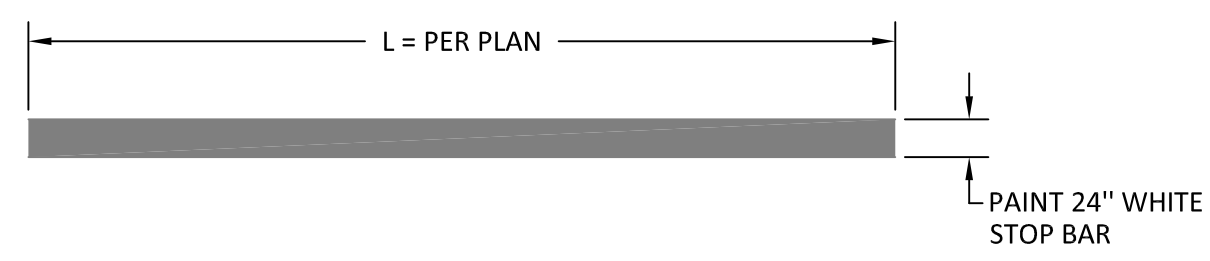 L = PER PLAN
PAINT 24" WHITE
STOP BAR